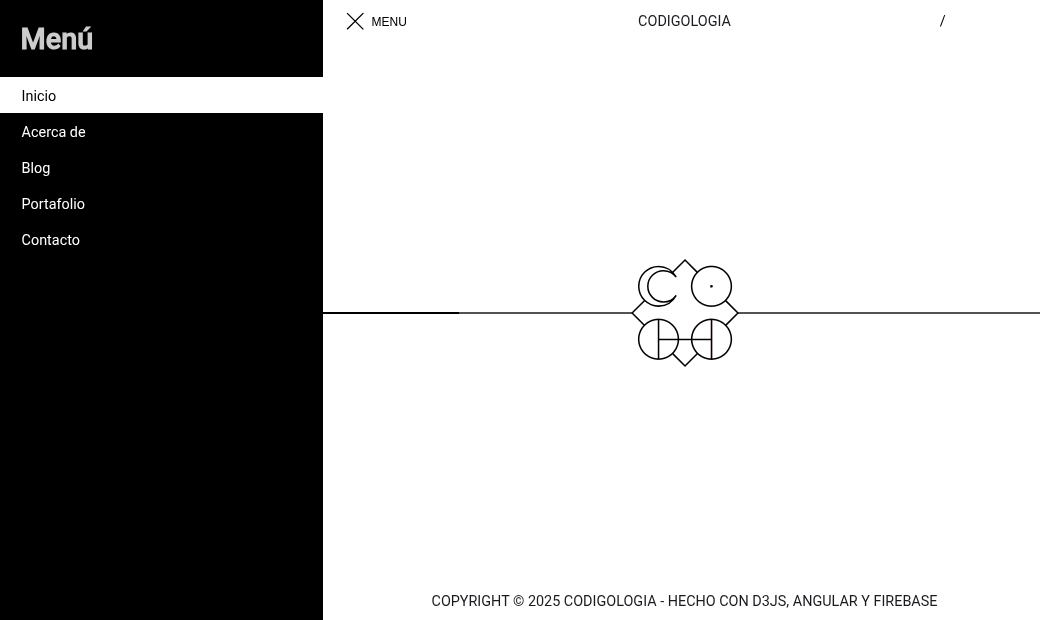 Menú
Inicio
Acerca de
Blog
Portafolio
Contacto
MENU
CODIGOLOGIA
/
COPYRIGHT © 2025 CODIGOLOGIA - HECHO CON D3JS, ANGULAR Y FIREBASE